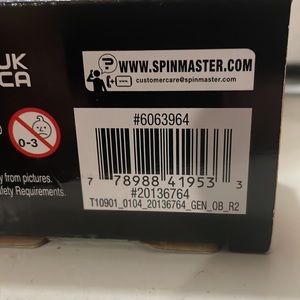 UK
CA
WWW.SPINMASTER.COM
customercare@spinmaster.com
0-3
#6063964
7 78988 41953 3
#20136764
y from pictures.
afety Requirements.
T10901_0104_20136764_GEN_OB_R2